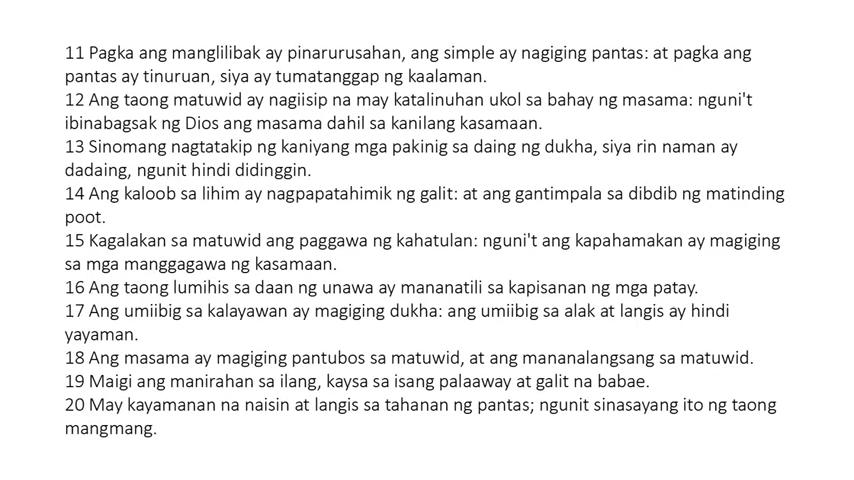 11 Pagka ang manglilibak ay pinarurusahan, ang simple ay nagiging pantas: at pagka ang
pantas ay tinuruan, siya ay tumatanggap ng kaalaman.
12 Ang taong matuwid ay nagiisip na may katalinuhan ukol sa bahay ng masama: nguni't
ibinabagsak ng Dios ang masama dahil sa kanilang kasamaan.
13 Sinomang nagtatakip ng kaniyang mga pakinig sa daing ng dukha, siya rin naman ay
dadaing, ngunit hindi didinggin.
14 Ang kaloob sa lihim ay nagpapatahimik ng galit: at ang gantimpala sa dibdib ng matinding
poot.
15 Kagalakan sa matuwid ang paggawa ng kahatulan: nguni't ang kapahamakan ay magiging
sa mga manggagawa ng kasamaan.
16 Ang taong lumihis sa daan ng unawa ay mananatili sa kapisanan ng mga patay.
17 Ang umiibig sa kalayawan ay magiging dukha: ang umiibig sa alak at langis ay hindi
yayaman.
18 Ang masama ay magiging pantubos sa matuwid, at ang mananalangsang sa matuwid.
19 Maigi ang manirahan sa ilang, kaysa sa isang palaaway at galit na babae.
20 May kayamanan na naisin at langis sa tahanan ng pantas; ngunit sinasayang ito ng taong
mangmang.